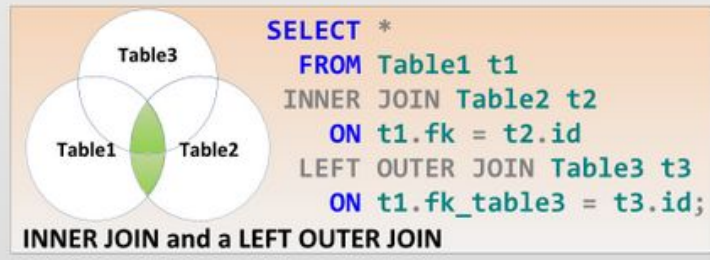 Table3
Table1
Table2
SELECT *
FROM Table1 t1
INNER JOIN Table2 t2
ON t1.fk = t2.id
LEFT OUTER JOIN Table3 t3
ON t1.fk_table3 = t3.id;
INNER JOIN and a LEFT OUTER JOIN